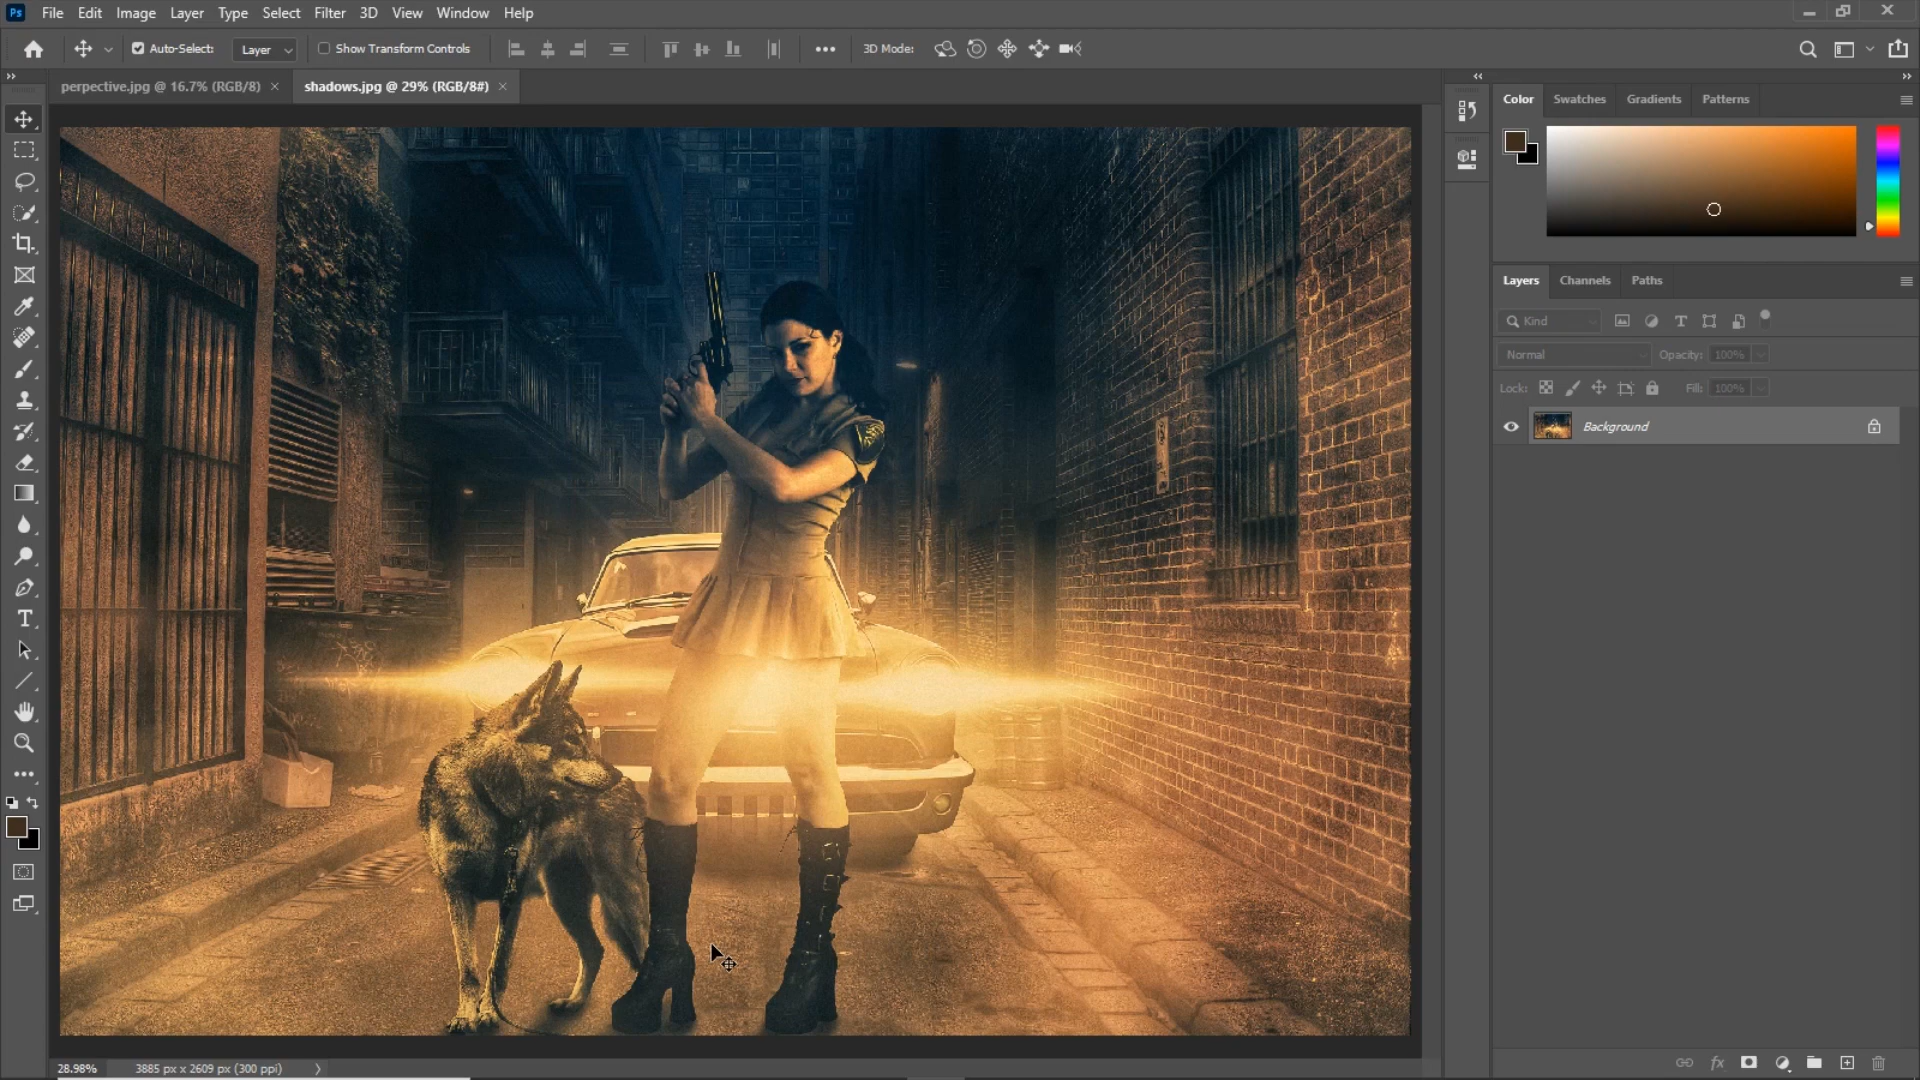 Ps File Edit Image Layer Type Select Filter 3D View Window Help
Auto-Select: Layer Show Transform Controls 3D Mode:
perpective.jpg @ 16.7% (RGB/8) × shadows.jpg @ 29% (RGB/8#) ×
Color Swatches Gradients Patterns
Layers Channels Paths
Kind
Normal Opacity: 100%
Lock: Fill: 100%
Background
28.98% 3885 px x 2609 px (300 ppi)